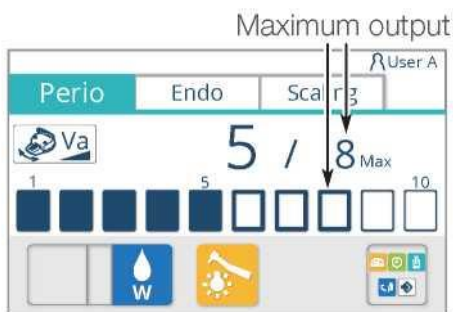 Maximum output
User A
Perio Endo Scaling
Va 5 / 8 Max
1 5 10
W